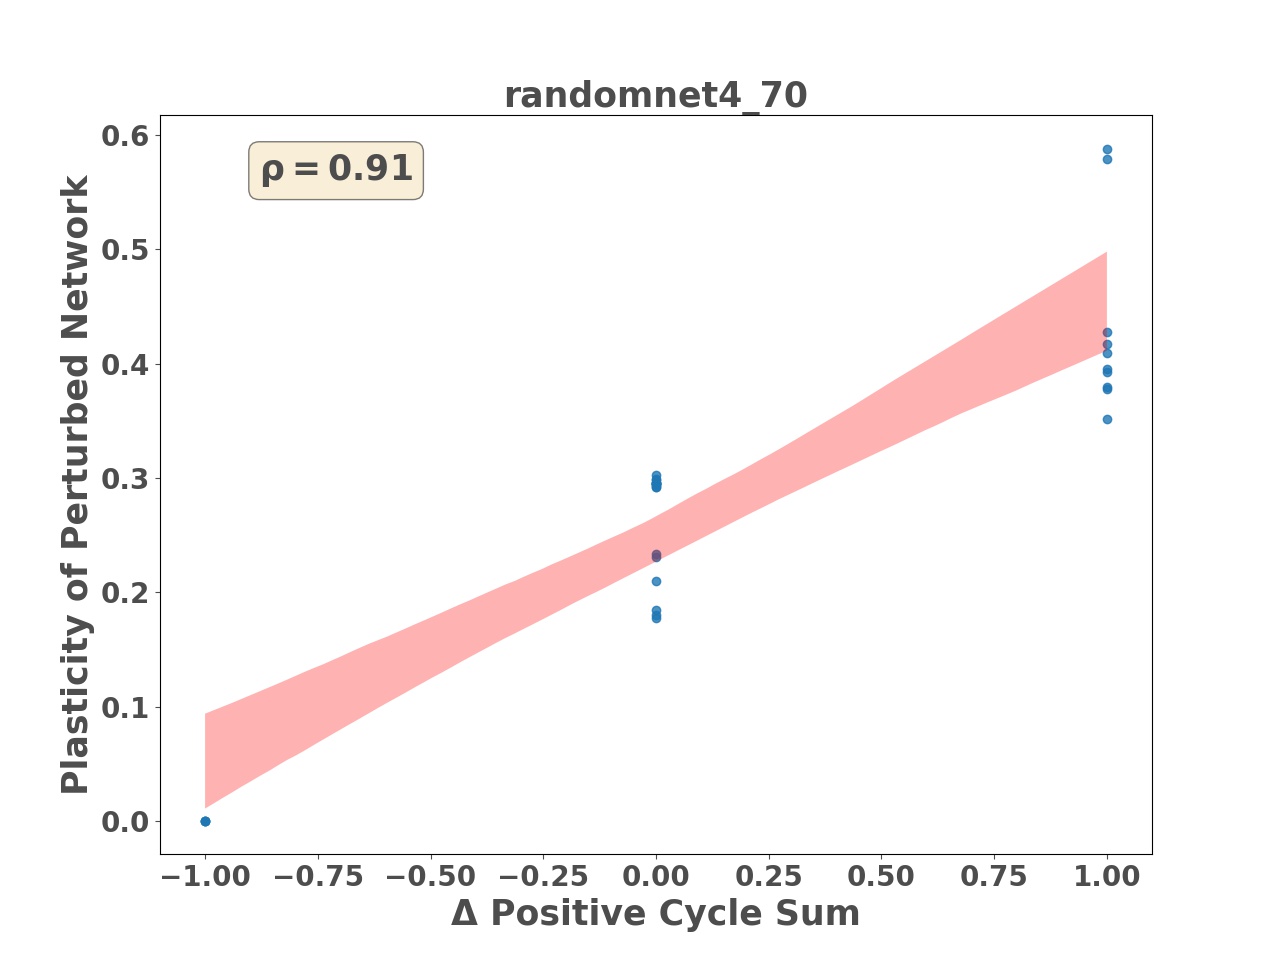 randomnet4_70
ρ = 0.91
Plasticity of Perturbed Network
0.6
0.5
0.4
0.3
0.2
0.1
0.0
−1.00 −0.75 −0.50 −0.25 0.00 0.25 0.50 0.75 1.00
Δ Positive Cycle Sum